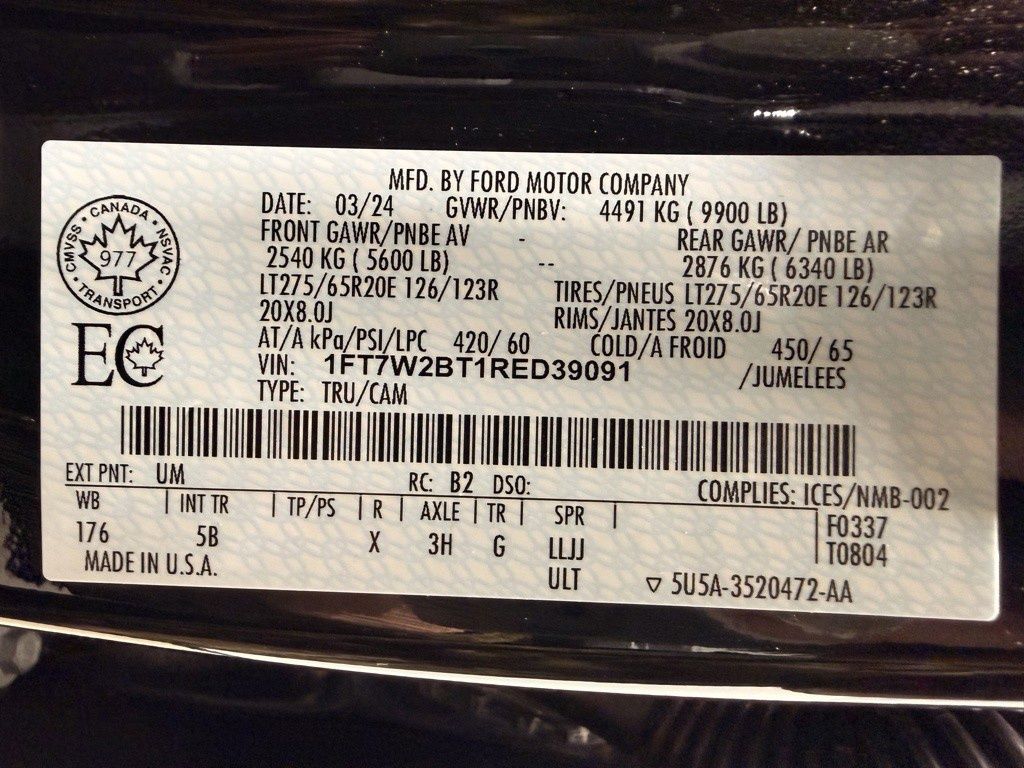 MFD. BY FORD MOTOR COMPANY
DATE: 03/24 GVWR/PNBV: 4491 KG ( 9900 LB)
FRONT GAWR/PNBE AV - REAR GAWR/ PNBE AR
2540 KG ( 5600 LB) -- 2876 KG ( 6340 LB)
LT275/65R20E 126/123R TIRES/PNEUS LT275/65R20E 126/123R
20X8.0J RIMS/JANTES 20X8.0J
AT/A kPa/PSI/LPC 420/ 60 COLD/A FROID 450/ 65
VIN: 1FT7W2BT1RED39091 /JUMELEES
TYPE: TRU/CAM
CANADA
CMVSS • NSVAC
977
TRANSPORT
EC
EXT PNT: UM RC: B2 DSO: COMPLIES: ICES/NMB-002
WB | INT TR | TP/PS | R | AXLE | TR | SPR | F0337
176 5B X 3H G LLJJ T0804
MADE IN U.S.A. ULT 5U5A-3520472-AA